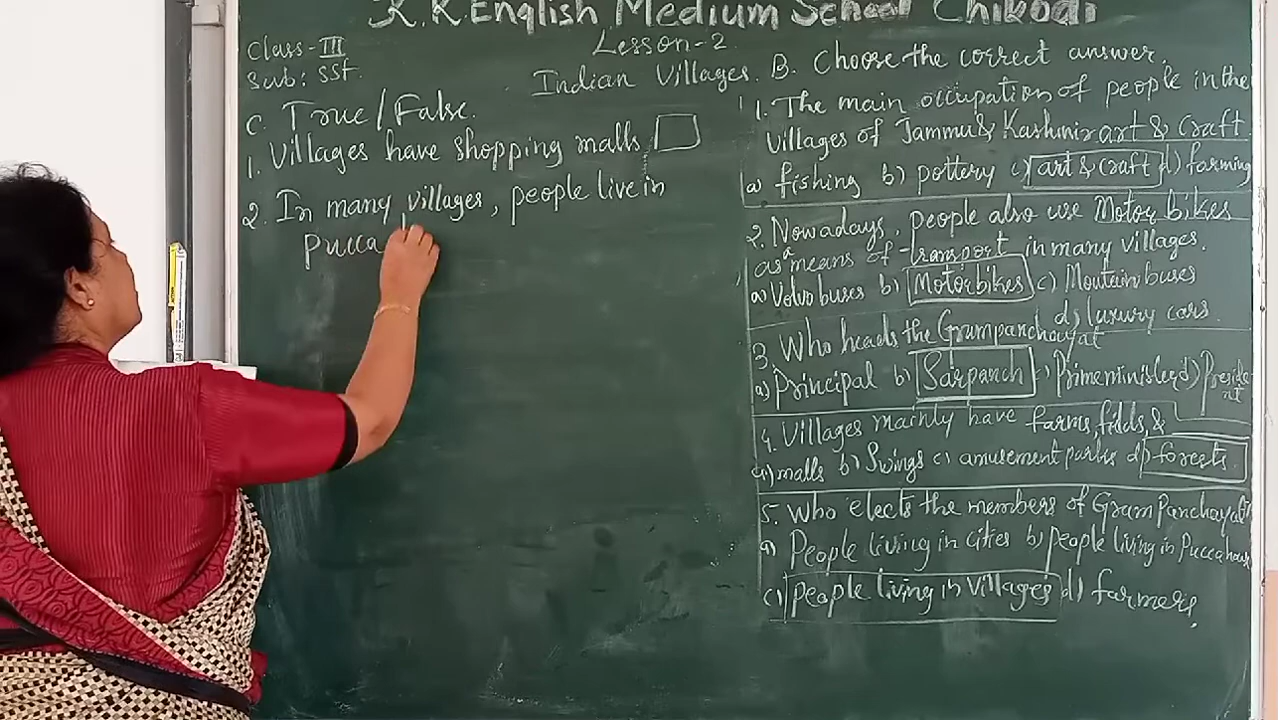 K. K. English Medium School Chikodi
Class-III
Sub: SST.
Lesson-2.
Indian Villages.
C. True/False.
1. Villages have shopping malls.
2. In many villages, people live in
Pucca
B. Choose the correct answer.
1. The main occupation of people in the
Villages of Jammu & Kashmir art & craft.
a) fishing b) pottery c) art & craft d) farming
2. Nowadays, people also use Motor bikes
as a means of transport in many villages.
a) Volvo buses b) Motorbikes c) Mountain buses
d) luxury cars.
3. Who heads the Grampanchayat
a) Principal b) Sarpanch c) Primeminister d) President
4. Villages mainly have farms, fields, &
a) malls b) Swings c) amusement parks d) forests.
5. Who elects the members of Gram Panchayat
a) People living in cities b) people living in Pucca house
c) people living in villages d) farmers.